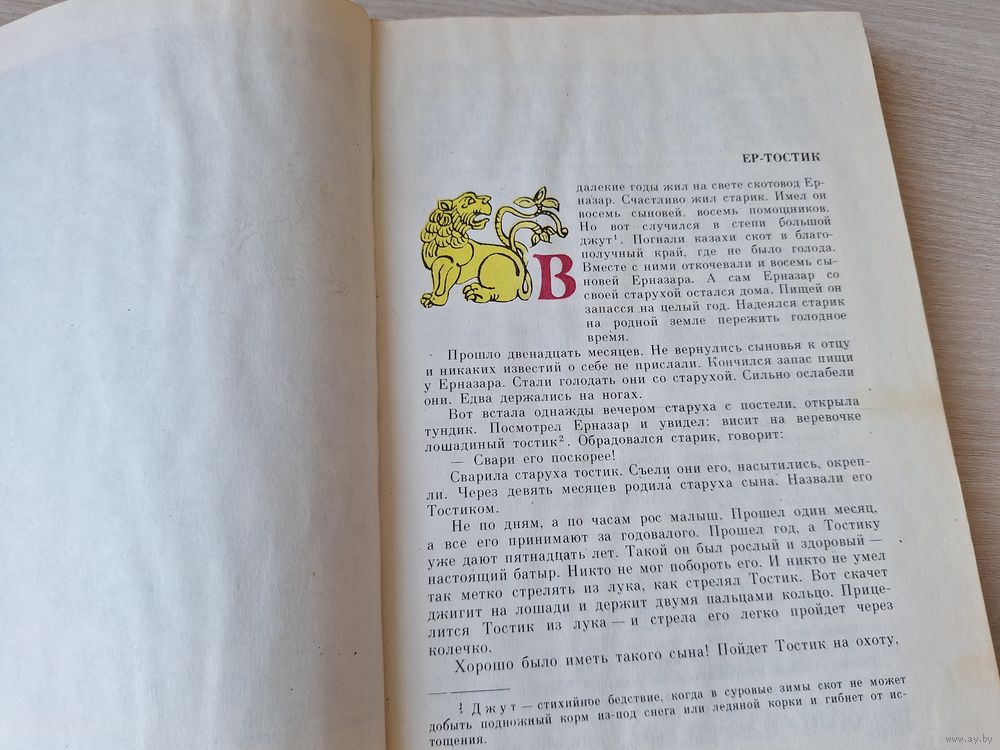 ЕР-ТОСТИК
В
далекие годы жил на свете скотовод Ер-
назар. Счастливо жил старик. Имел он
восемь сыновей, восемь помощников.
Но вот случился в степи большой
джут¹. Погнали казахи скот в благо-
получный край, где не было голода.
Вместе с ними откочевали и восемь сы-
новей Ерназара. А сам Ерназар со
своей старухой остался дома. Пищей он
запасся на целый год. Надеялся старик
на родной земле пережить голодное
время.
Прошло двенадцать месяцев. Не вернулись сыновья к отцу
и никаких известий о себе не прислали. Кончился запас пищи
у Ерназара. Стали голодать они со старухой. Сильно ослабели
они. Едва держались на ногах.
Вот встала однажды вечером старуха с постели, открыла
тундик. Посмотрел Ерназар и увидел: висит на веревочке
лошадиный тостик². Обрадовался старик, говорит:
— Свари его поскорее!
Сварила старуха тостик. Съели они его, насытились, окреп-
ли. Через девять месяцев родила старуха сына. Назвали его
Тостиком.
Не по дням, а по часам рос малыш. Прошел один месяц,
а все его принимают за годовалого. Прошел год, а Тостику
уже дают пятнадцать лет. Такой он был рослый и здоровый —
настоящий батыр. Никто не мог побороть его. И никто не умел
так метко стрелять из лука, как стрелял Тостик. Вот скачет
джигит на лошади и держит двумя пальцами кольцо. Прице-
лится Тостик из лука — и стрела его легко пройдет через
колечко.
Хорошо было иметь такого сына! Пойдет Тостик на охоту,
¹ Джут — стихийное бедствие, когда в суровые зимы скот не может
добыть подножный корм из-под снега или ледяной корки и гибнет от ис-
тощения.
www.ay.by